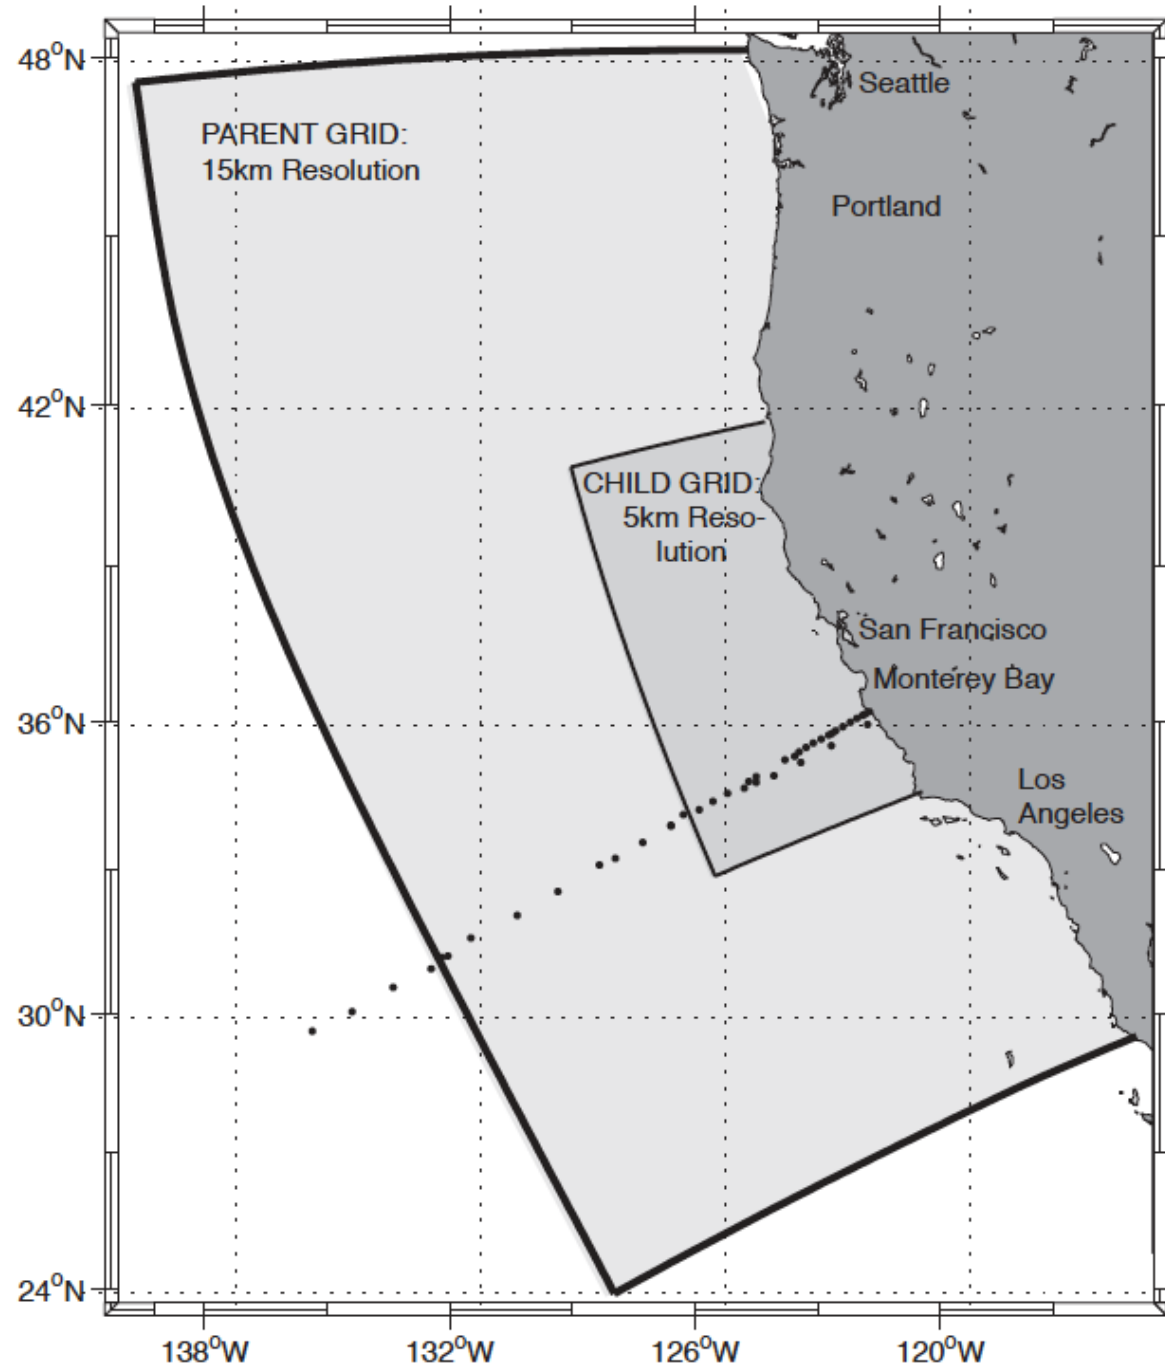 48°N
Seattle
PARENT GRID:
15km Resolution
Portland
42°N
CHILD GRID:
5km Reso-
lution
San Francisco
Monterey Bay
36°N
Los
Angeles
30°N
24°N
138°W 132°W 126°W 120°W